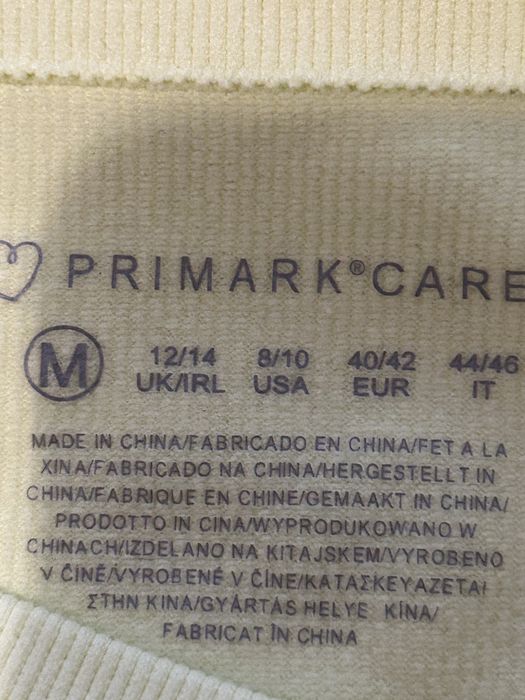 PRIMARK®CARE
M 12/14 8/10 40/42 44/46
UK/IRL USA EUR IT
MADE IN CHINA/FABRICADO EN CHINA/FET A LA
XINA/FABRICADO NA CHINA/HERGESTELLT IN
CHINA/FABRIQUE EN CHINE/GEMAAKT IN CHINA/
PRODOTTO IN CINA/WYPRODUKOWANO W
CHINACH/IZDELANO NA KITAJSKEM/VYROBENO
V ČÍNĚ/VYROBENÉ V ČÍNE/ΚΑΤΑΣΚΕΥΑΖΕΤΑΙ
ΣΤΗΝ ΚΙΝΑ/GYÁRTÁS HELYE KÍNA/
FABRICAT ÎN CHINA